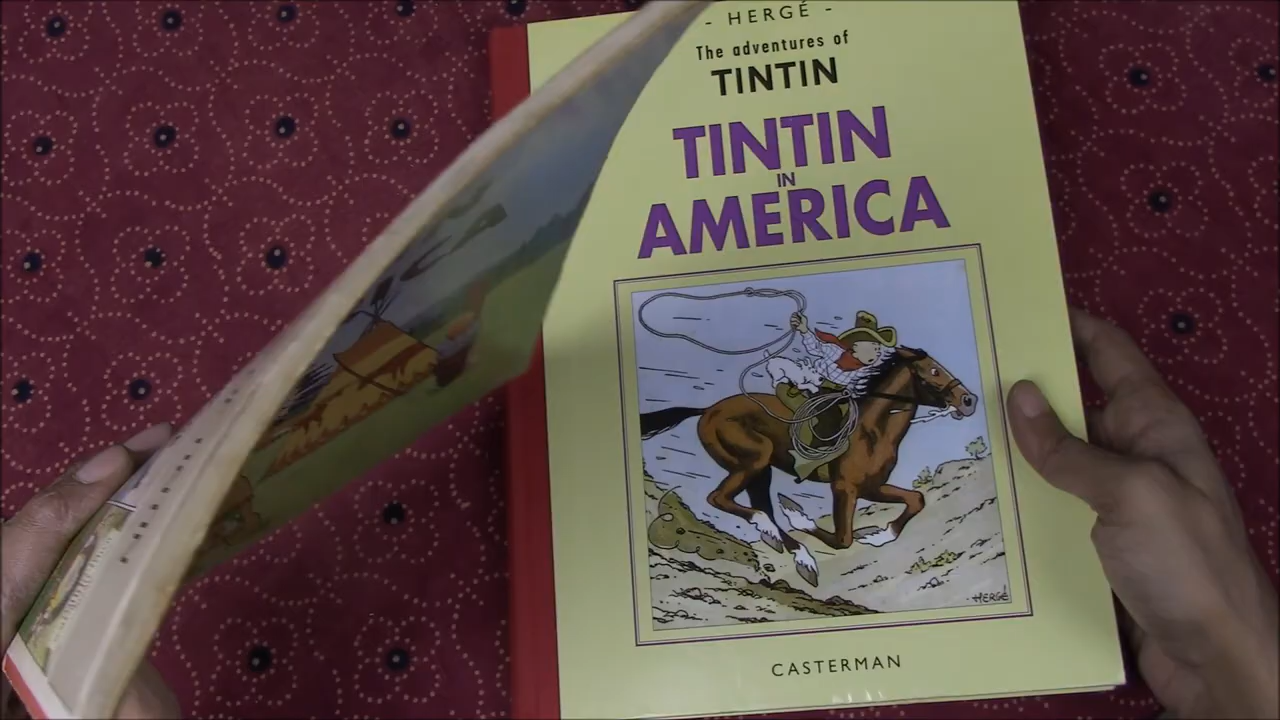 - HERGÉ -
The adventures of
TINTIN
TINTIN
IN
AMERICA
HERGÉ
CASTERMAN